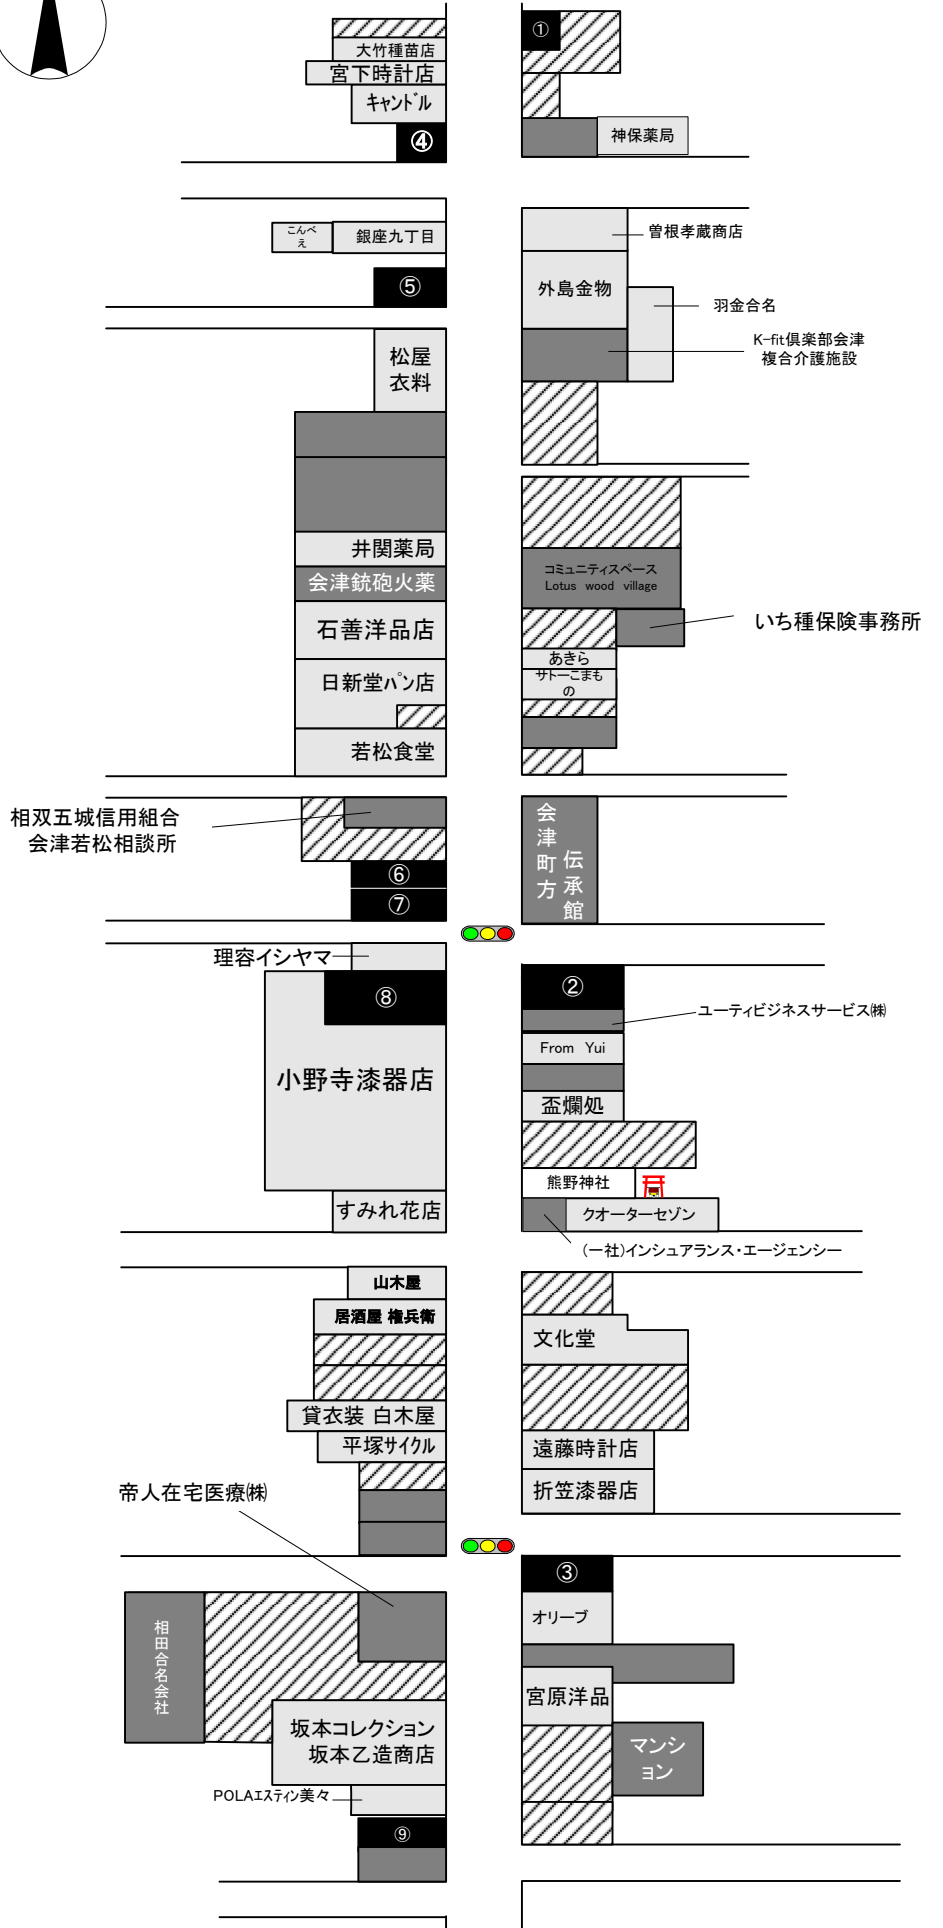 ①
大竹種苗店
宮下時計店
キャンドル
④
神保薬局
こんべ
え
銀座九丁目
⑤
曽根孝蔵商店
外島金物
羽金合名
K-fit倶楽部会津
複合介護施設
松屋
衣料
井関薬局
会津銃砲火薬
石善洋品店
日新堂パン店
若松食堂
コミュニティスペース
Lotus wood village
いち種保険事務所
あきら
サトーこまも
の
相双五城信用組合
会津若松相談所
⑥
⑦
会津町方
伝承館
理容イシヤマ
⑧
小野寺漆器店
すみれ花店
②
ユーティビジネスサービス㈱
From Yui
盃爛処
熊野神社
クオーターセゾン
(一社)インシュアランス・エージェンシー
山木屋
居酒屋 権兵衛
貸衣装 白木屋
平塚サイクル
文化堂
遠藤時計店
折笠漆器店
帝人在宅医療㈱
相田合名会社
坂本コレクション
坂本乙造商店
POLAエステイン美々
⑨
③
オリーブ
宮原洋品
マンシ
ョン